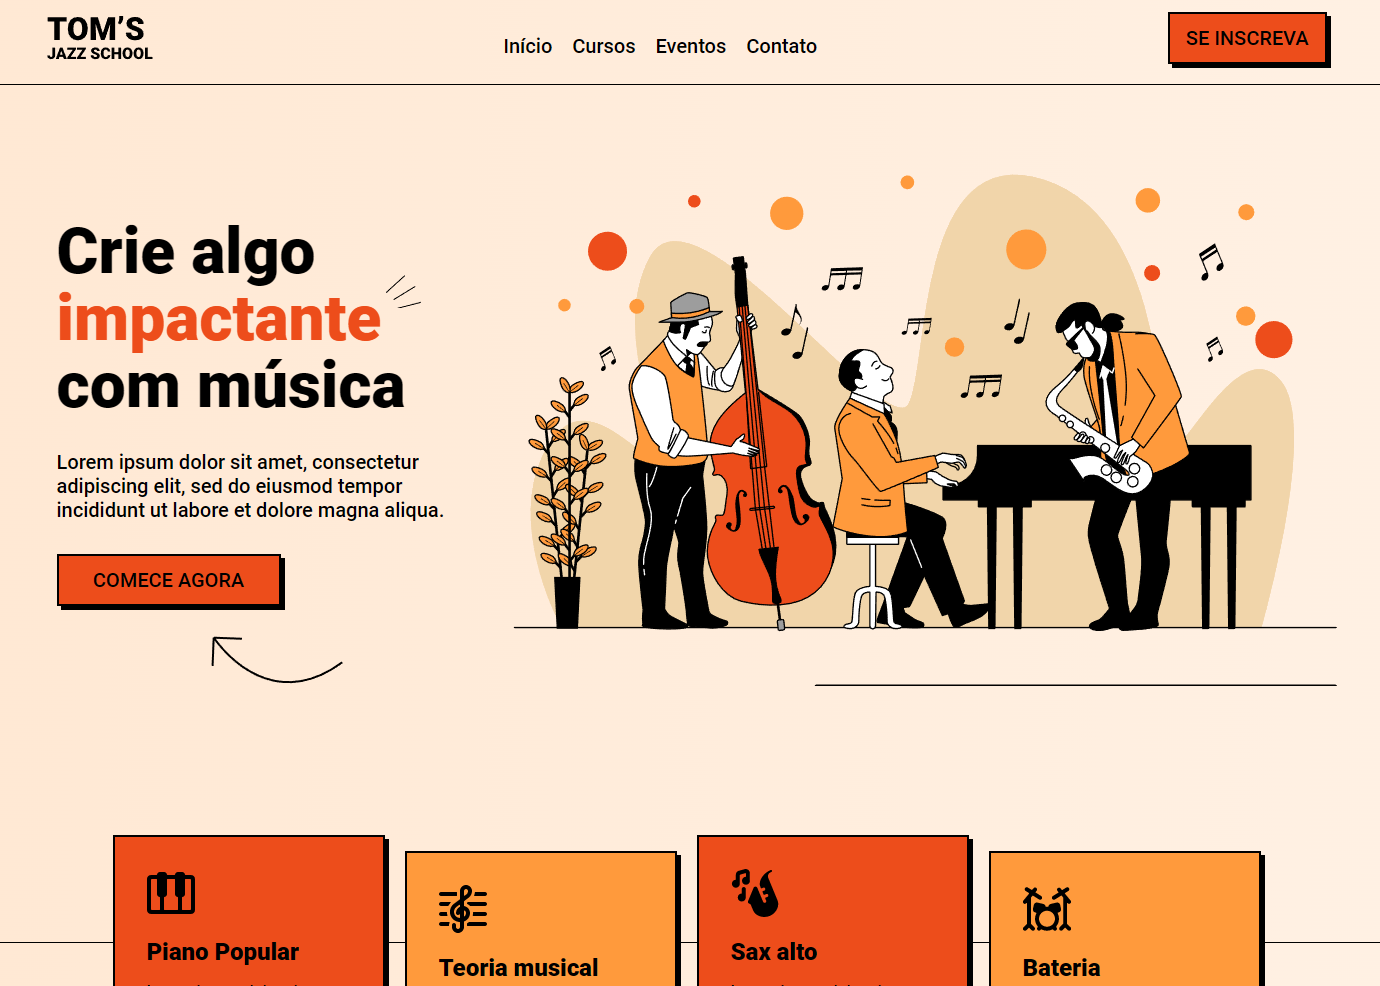 TOM'S
JAZZ SCHOOL
Início Cursos Eventos Contato
SE INSCREVA
Crie algo
impactante
com música
Lorem ipsum dolor sit amet, consectetur
adipiscing elit, sed do eiusmod tempor
incididunt ut labore et dolore magna aliqua.
COMECE AGORA
Piano Popular
Teoria musical
Sax alto
Bateria